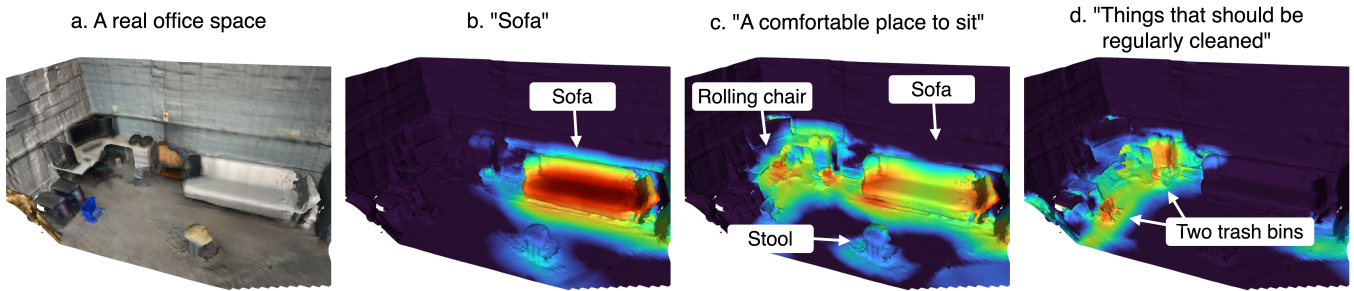 a. A real office space
b. "Sofa"
c. "A comfortable place to sit"
d. "Things that should be
regularly cleaned"
Sofa
Rolling chair
Sofa
Stool
Two trash bins